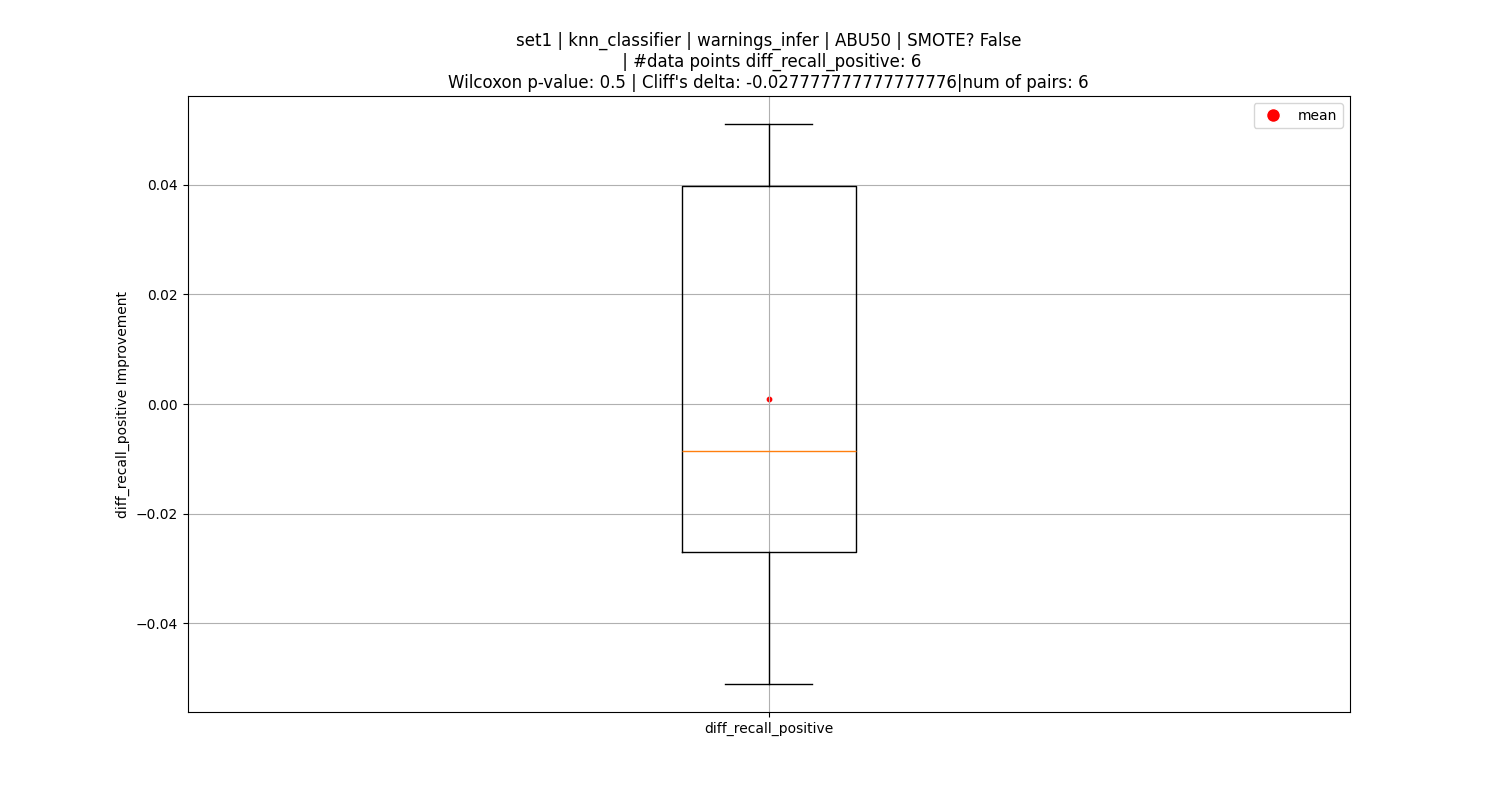 set1 | knn_classifier | warnings_infer | ABU50 | SMOTE? False
| #data points diff_recall_positive: 6
Wilcoxon p-value: 0.5 | Cliff's delta: -0.027777777777777776|num of pairs: 6
mean
0.04
0.02
0.00
−0.02
−0.04
diff_recall_positive Improvement
diff_recall_positive